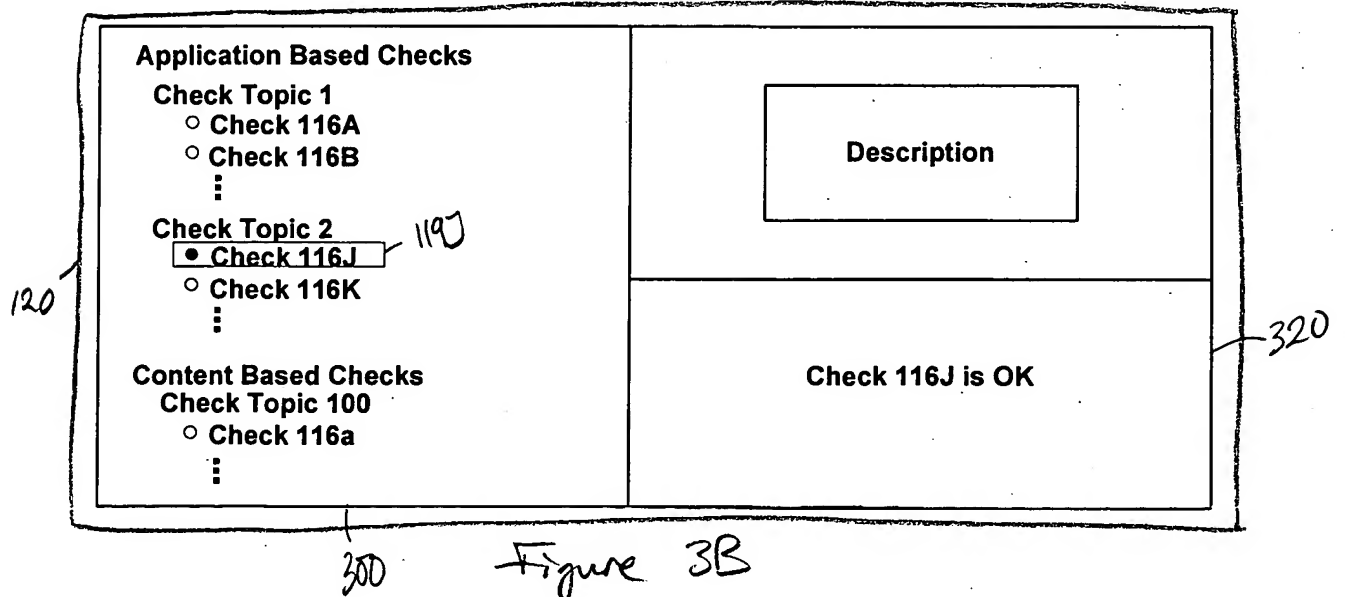 Application Based Checks
Check Topic 1
Check 116A
Check 116B
Check Topic 2
Check 116J
119J
Check 116K
Content Based Checks
Check Topic 100
Check 116a
Description
Check 116J is OK
120
320
300
Figure 3B